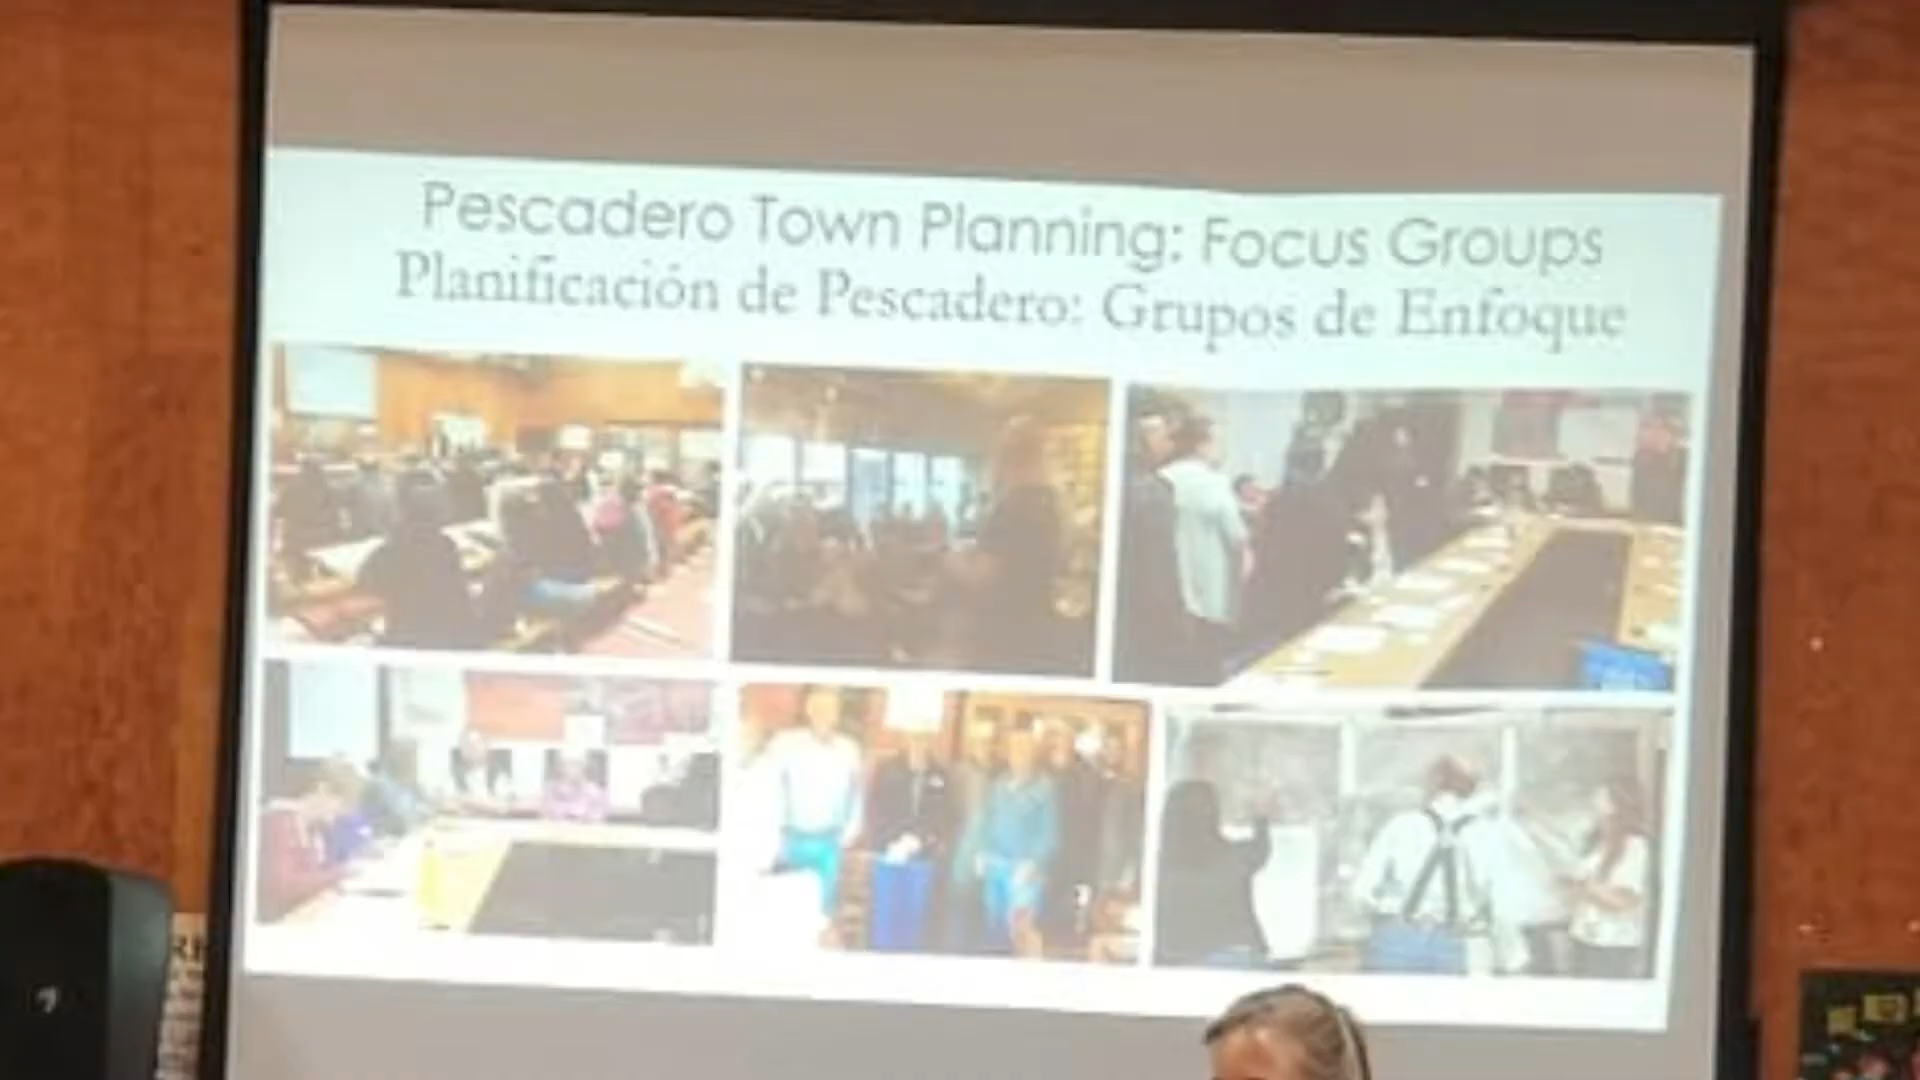 Pescadero Town Planning: Focus Groups
Planificación de Pescadero: Grupos de Enfoque